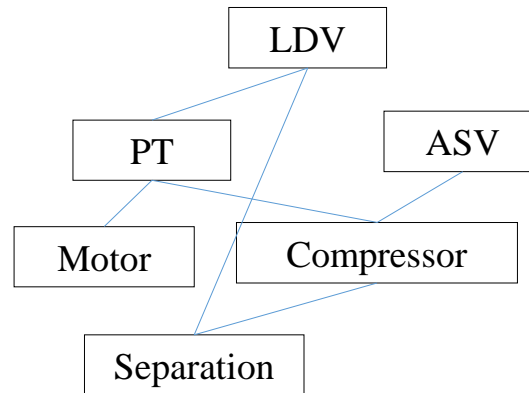 LDV
PT
ASV
Motor
Compressor
Separation